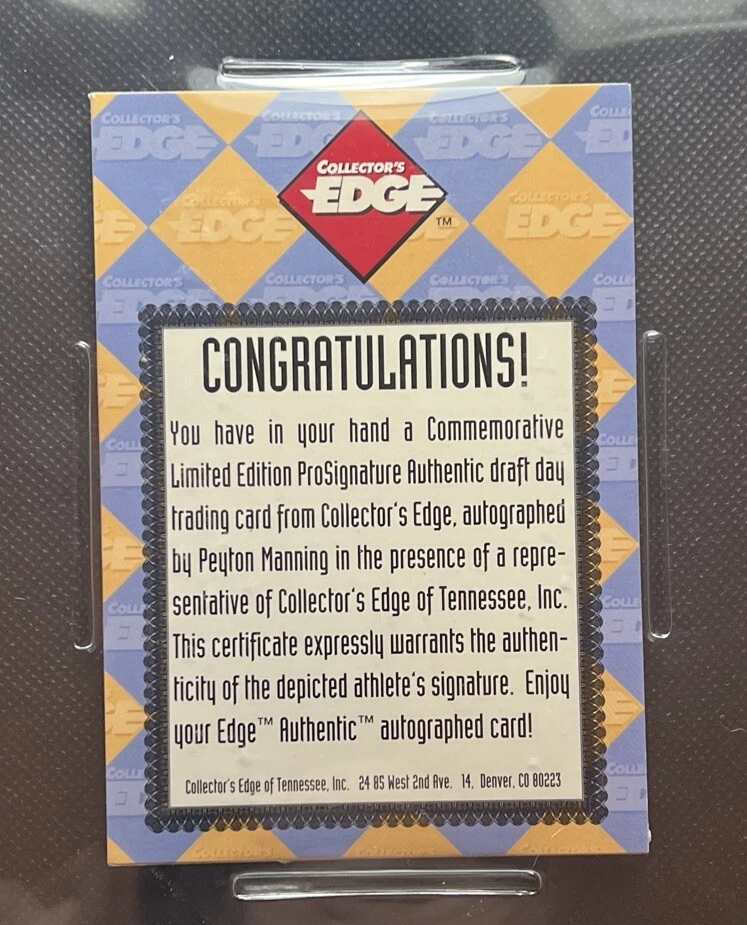 COLLECTOR'S
EDGE
TM
CONGRATULATIONS!
You have in your hand a Commemorative
Limited Edition ProSignature Authentic draft day
trading card from Collector's Edge, autographed
by Peyton Manning in the presence of a repre-
sentative of Collector's Edge of Tennessee, Inc.
This certificate expressly warrants the authen-
ticity of the depicted athlete's signature. Enjoy
your Edge™ Authentic™ autographed card!
Collector's Edge of Tennessee, Inc. 24 85 West 2nd Ave. 14, Denver, CO 80223